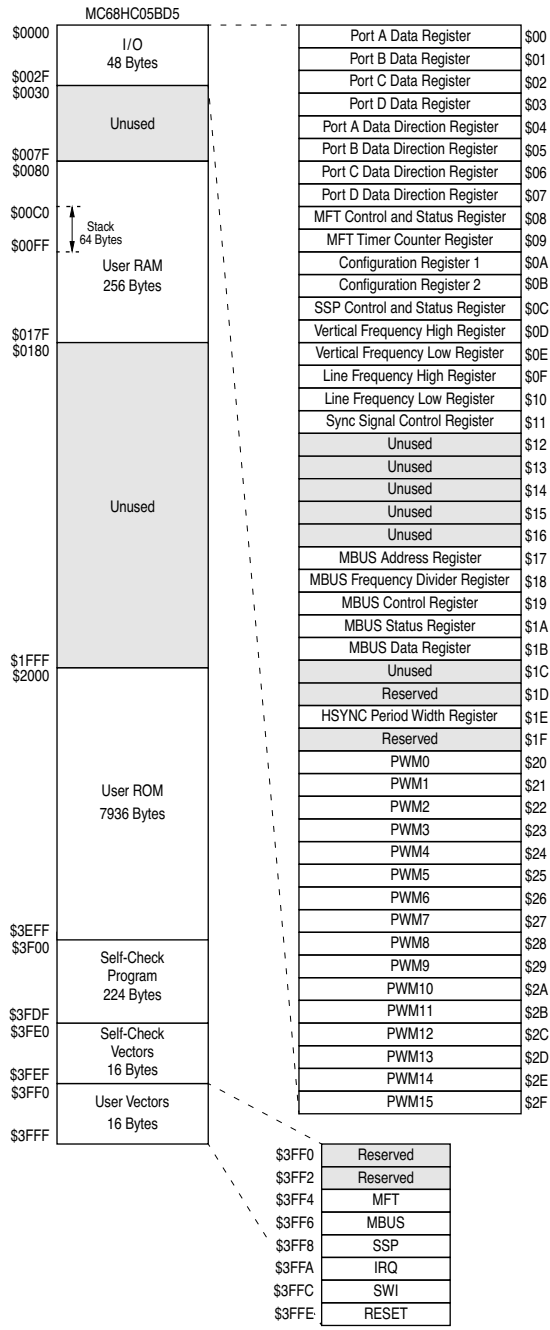 MC68HC05BD5
$0000
I/O
48 Bytes
$002F
$0030
Unused
$007F
$0080
$00C0
Stack
64 Bytes
$00FF
User RAM
256 Bytes
$017F
$0180
Unused
$1FFF
$2000
User ROM
7936 Bytes
$3EFF
$3F00
Self-Check
Program
224 Bytes
$3FDF
$3FE0
Self-Check
Vectors
16 Bytes
$3FEF
$3FF0
User Vectors
16 Bytes
$3FFF
Port A Data Register $00
Port B Data Register $01
Port C Data Register $02
Port D Data Register $03
Port A Data Direction Register $04
Port B Data Direction Register $05
Port C Data Direction Register $06
Port D Data Direction Register $07
MFT Control and Status Register $08
MFT Timer Counter Register $09
Configuration Register 1 $0A
Configuration Register 2 $0B
SSP Control and Status Register $0C
Vertical Frequency High Register $0D
Vertical Frequency Low Register $0E
Line Frequency High Register $0F
Line Frequency Low Register $10
Sync Signal Control Register $11
Unused $12
Unused $13
Unused $14
Unused $15
Unused $16
MBUS Address Register $17
MBUS Frequency Divider Register $18
MBUS Control Register $19
MBUS Status Register $1A
MBUS Data Register $1B
Unused $1C
Reserved $1D
HSYNC Period Width Register $1E
Reserved $1F
PWM0 $20
PWM1 $21
PWM2 $22
PWM3 $23
PWM4 $24
PWM5 $25
PWM6 $26
PWM7 $27
PWM8 $28
PWM9 $29
PWM10 $2A
PWM11 $2B
PWM12 $2C
PWM13 $2D
PWM14 $2E
PWM15 $2F
$3FF0 Reserved
$3FF2 Reserved
$3FF4 MFT
$3FF6 MBUS
$3FF8 SSP
$3FFA IRQ
$3FFC SWI
$3FFE RESET